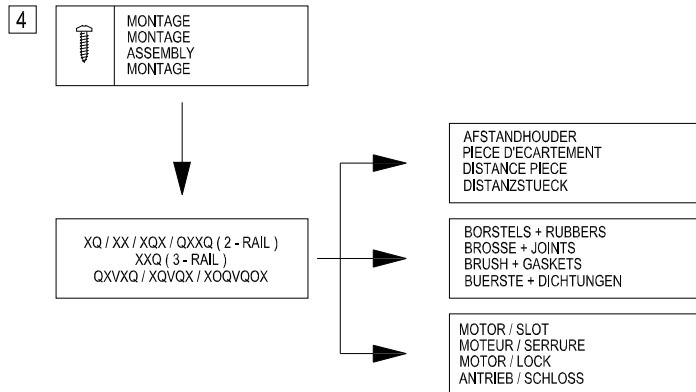 4
MONTAGE
MONTAGE
ASSEMBLY
MONTAGE
XQ / XX / XQX / QXXQ ( 2 - RAIL )
XXQ ( 3 - RAIL )
QXVXQ / XQVQX / XOQVQOX
AFSTANDHOUDER
PIECE D'ECARTEMENT
DISTANCE PIECE
DISTANZSTUECK
BORSTELS + RUBBERS
BROSSE + JOINTS
BRUSH + GASKETS
BUERSTE + DICHTUNGEN
MOTOR / SLOT
MOTEUR / SERRURE
MOTOR / LOCK
ANTRIEB / SCHLOSS